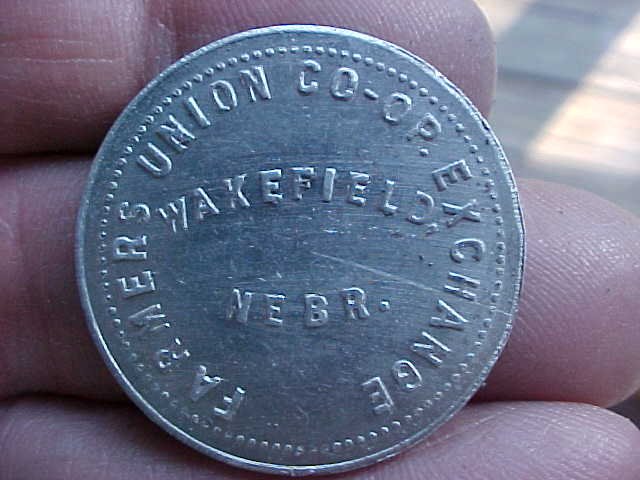 FARMERS UNION CO-OP. EXCHANGE
WAKEFIELD,
NEBR.